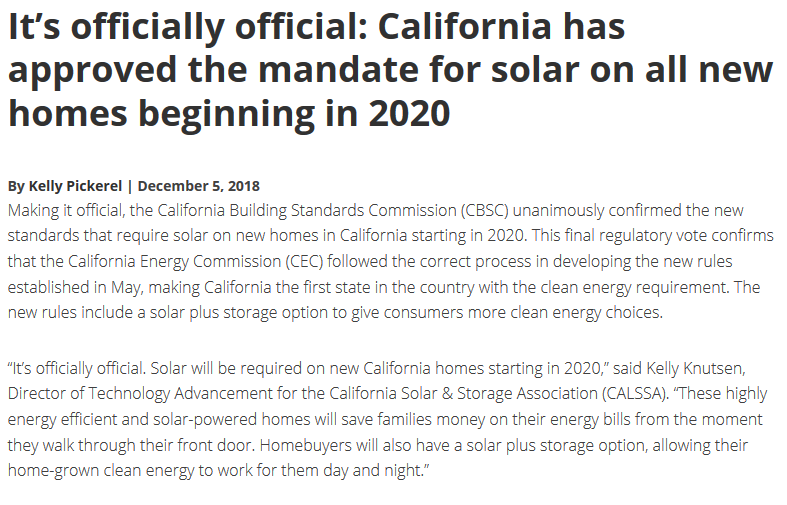 It’s officially official: California has
approved the mandate for solar on all new
homes beginning in 2020
By Kelly Pickerel | December 5, 2018
Making it official, the California Building Standards Commission (CBSC) unanimously confirmed the new
standards that require solar on new homes in California starting in 2020. This final regulatory vote confirms
that the California Energy Commission (CEC) followed the correct process in developing the new rules
established in May, making California the first state in the country with the clean energy requirement. The
new rules include a solar plus storage option to give consumers more clean energy choices.
“It’s officially official. Solar will be required on new California homes starting in 2020,” said Kelly Knutsen,
Director of Technology Advancement for the California Solar & Storage Association (CALSSA). “These highly
energy efficient and solar-powered homes will save families money on their energy bills from the moment
they walk through their front door. Homebuyers will also have a solar plus storage option, allowing their
home-grown clean energy to work for them day and night.”